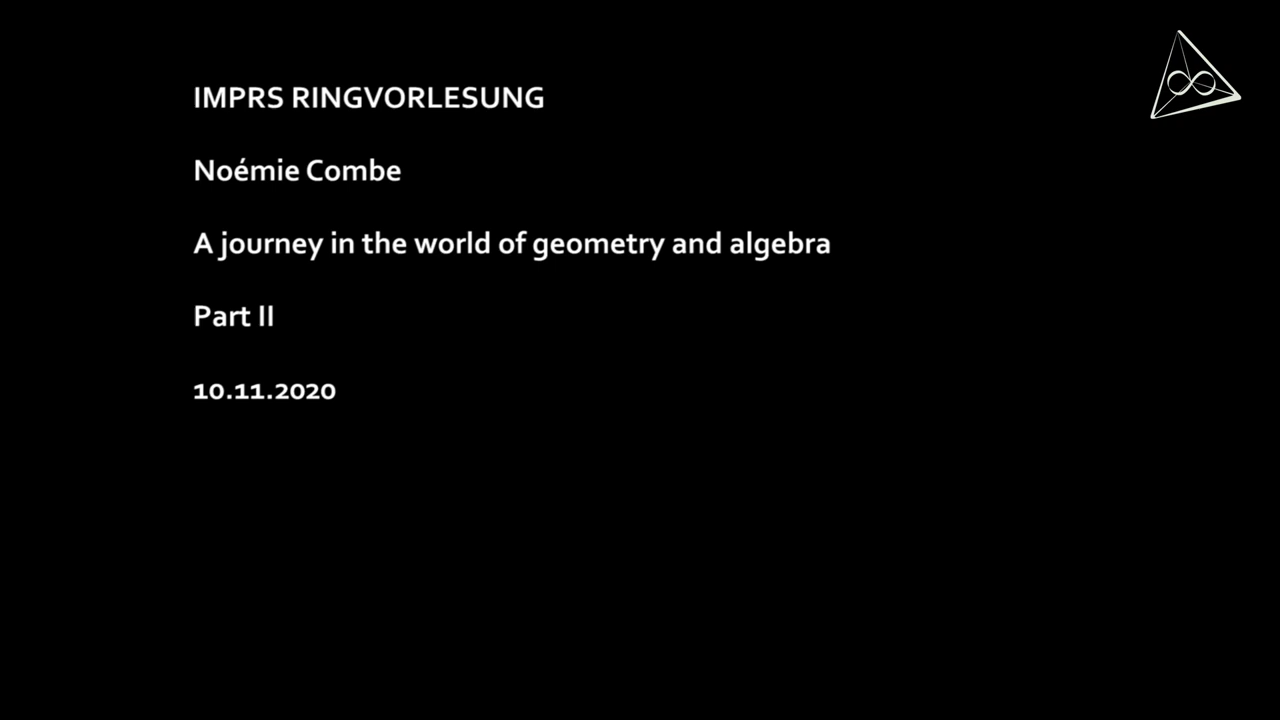 IMPRS RINGVORLESUNG
Noémie Combe
A journey in the world of geometry and algebra
Part II
10.11.2020